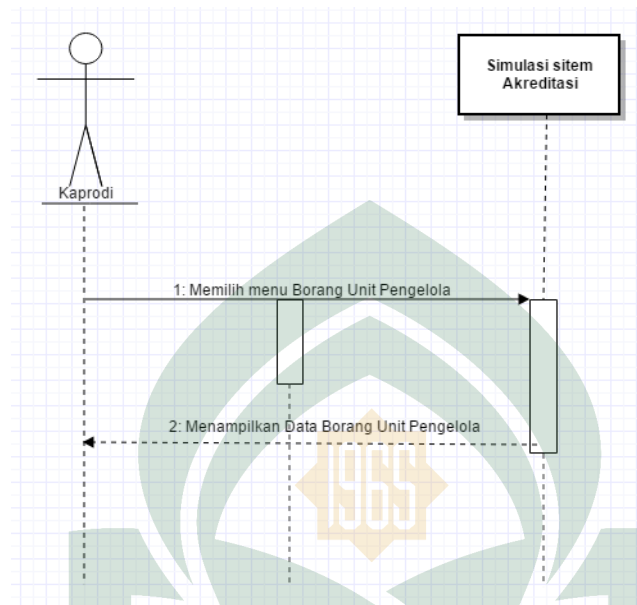 Simulasi sitem
Akreditasi
Kaprodi
1: Memilih menu Borang Unit Pengelola
2: Menampilkan Data Borang Unit Pengelola
1965